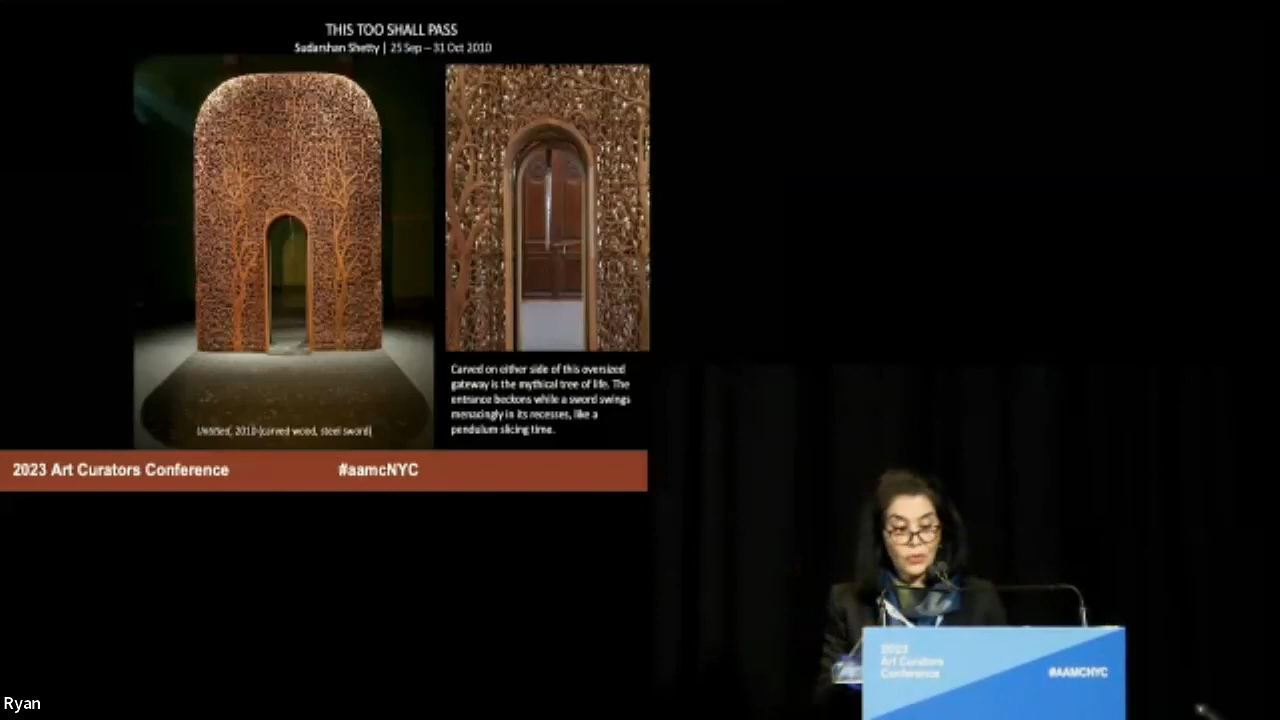 THIS TOO SHALL PASS
Sudarshan Shetty | 25 Sep – 31 Oct 2010
Untitled, 2010 (carved wood, steel sword)
Carved on either side of this oversized
gateway is the mythical tree of life. The
entrance beckons while a sword swings
menacingly in its recesses, like a
pendulum slicing time.
2023 Art Curators Conference
#aamcNYC
2023
Art Curators
Conference
#AAMCNYC
Ryan